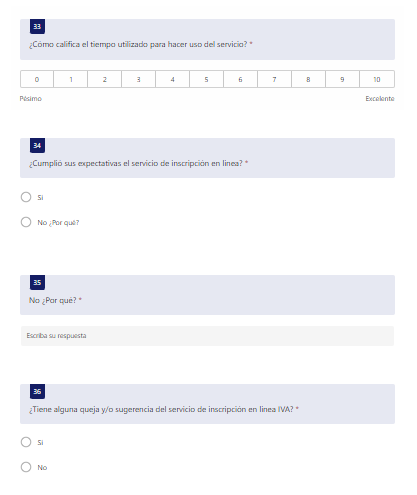 33
¿Cómo califica el tiempo utilizado para hacer uso del servicio? *
0 1 2 3 4 5 6 7 8 9 10
Pésimo Excelente
34
¿Cumplió sus expectativas el servicio de inscripción en línea? *
Si
No ¿Por qué?
35
No ¿Por qué? *
Escriba su respuesta
36
¿Tiene alguna queja y/o sugerencia del servicio de inscripción en línea IVA? *
Si
No